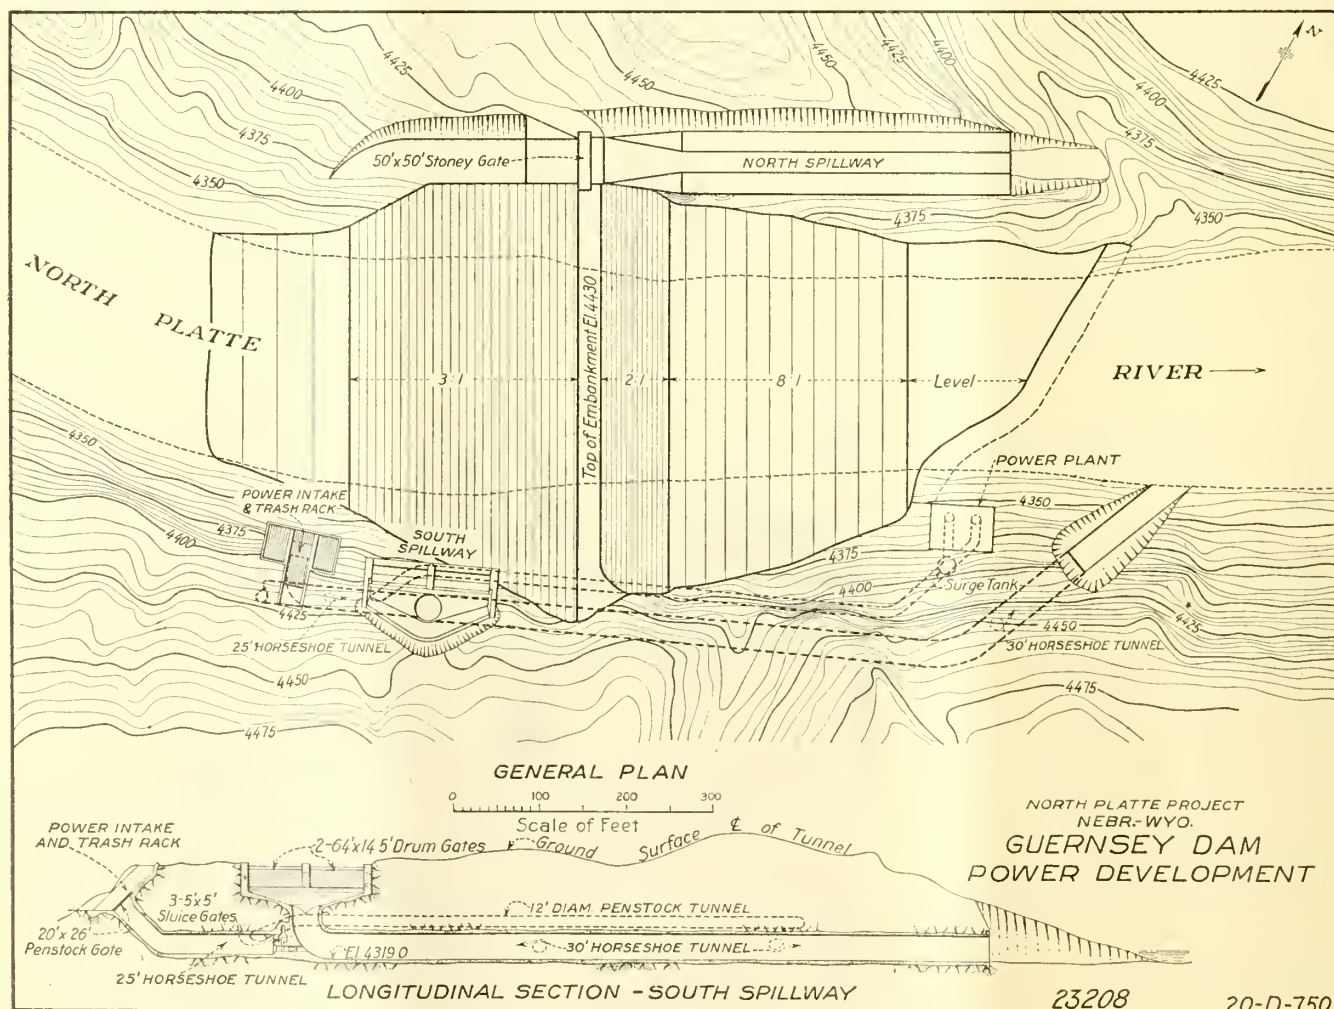 N
4425
4450
4450
4425
4400
4425
4400
4400
4375
4375
4350
50'x50' Stoney Gate
NORTH SPILLWAY
4375
4350
NORTH PLATTE
Top of Embankment El. 4430
3:1
2:1
8:1
Level
RIVER
4350
POWER INTAKE
& TRASH RACK
4375
4400
SOUTH
SPILLWAY
POWER PLANT
4350
4375
4400
Surge Tank
4425
4450
4425
25' HORSESHOE TUNNEL
30' HORSESHOE TUNNEL
4450
4475
4475
GENERAL PLAN
0 100 200 300
Scale of Feet
NORTH PLATTE PROJECT
NEBR.-WYO.
GUERNSEY DAM
POWER DEVELOPMENT
POWER INTAKE
AND TRASH RACK
2-64'x14.5' Drum Gates
Ground Surface ℄ of Tunnel
3-5'x5'
Sluice Gates
12' DIAM. PENSTOCK TUNNEL
20'x26'
Penstock Gate
30' HORSESHOE TUNNEL
El 4319.0
25' HORSESHOE TUNNEL
LONGITUDINAL SECTION - SOUTH SPILLWAY
23208
20-D-750